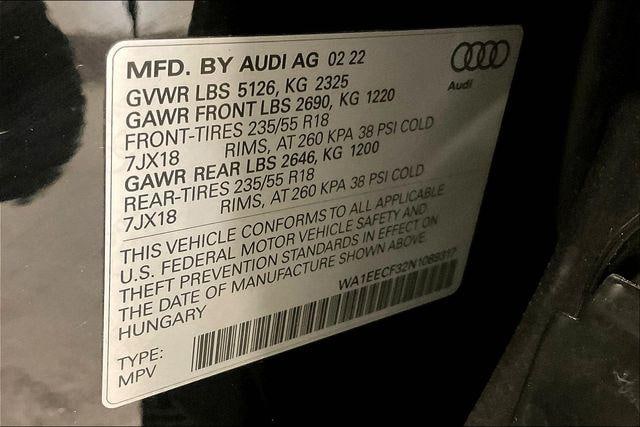 MFD. BY AUDI AG 02 22
Audi
GVWR LBS 5126, KG 2325
GAWR FRONT LBS 2690, KG 1220
FRONT-TIRES 235/55 R18
7JX18 RIMS, AT 260 KPA 38 PSI COLD
GAWR REAR LBS 2646, KG 1200
REAR-TIRES 235/55 R18
7JX18 RIMS, AT 260 KPA 38 PSI COLD
THIS VEHICLE CONFORMS TO ALL APPLICABLE
U.S. FEDERAL MOTOR VEHICLE SAFETY AND
THEFT PREVENTION STANDARDS IN EFFECT ON
THE DATE OF MANUFACTURE SHOWN ABOVE.
HUNGARY
WA1EECF32N1089317
TYPE:
MPV